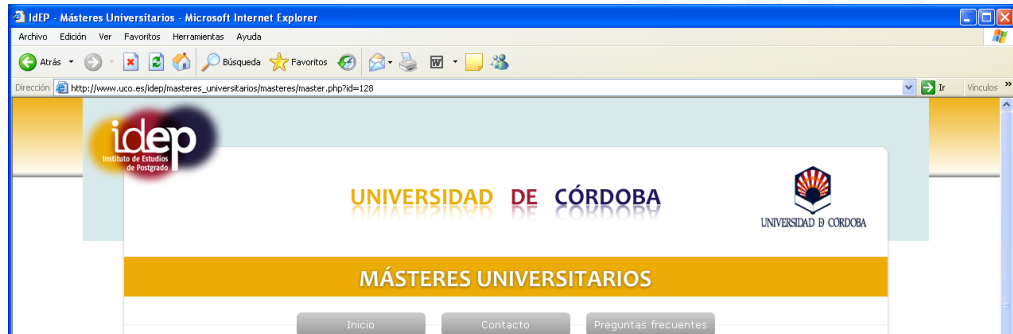 IdEP - Másteres Universitarios - Microsoft Internet Explorer
Archivo Edición Ver Favoritos Herramientas Ayuda
Atrás Búsqueda Favoritos
Dirección http://www.uco.es/idep/masteres_universitarios/masteres/master.php?id=128 Ir Vínculos »
idep
Instituto de Estudios
de Postgrado
UNIVERSIDAD DE CÓRDOBA
UNIVERSIDAD Ð CORDOBA
MÁSTERES UNIVERSITARIOS
Inicio Contacto Preguntas frecuentes